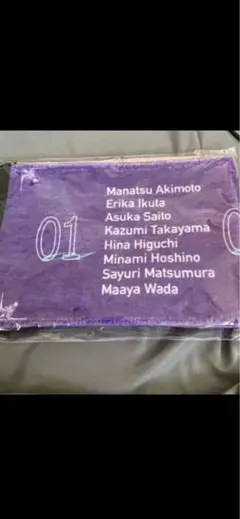 01
Manatsu Akimoto
Erika Ikuta
Asuka Saito
Kazumi Takayama
Hina Higuchi
Minami Hoshino
Sayuri Matsumura
Maaya Wada